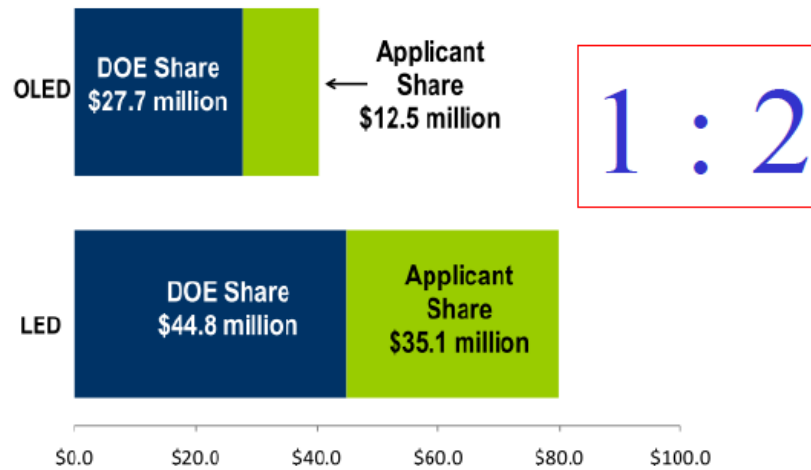 OLED
DOE Share
$27.7 million
Applicant
Share
$12.5 million
1 : 2
LED
DOE Share
$44.8 million
Applicant
Share
$35.1 million
$0.0 $20.0 $40.0 $60.0 $80.0 $100.0